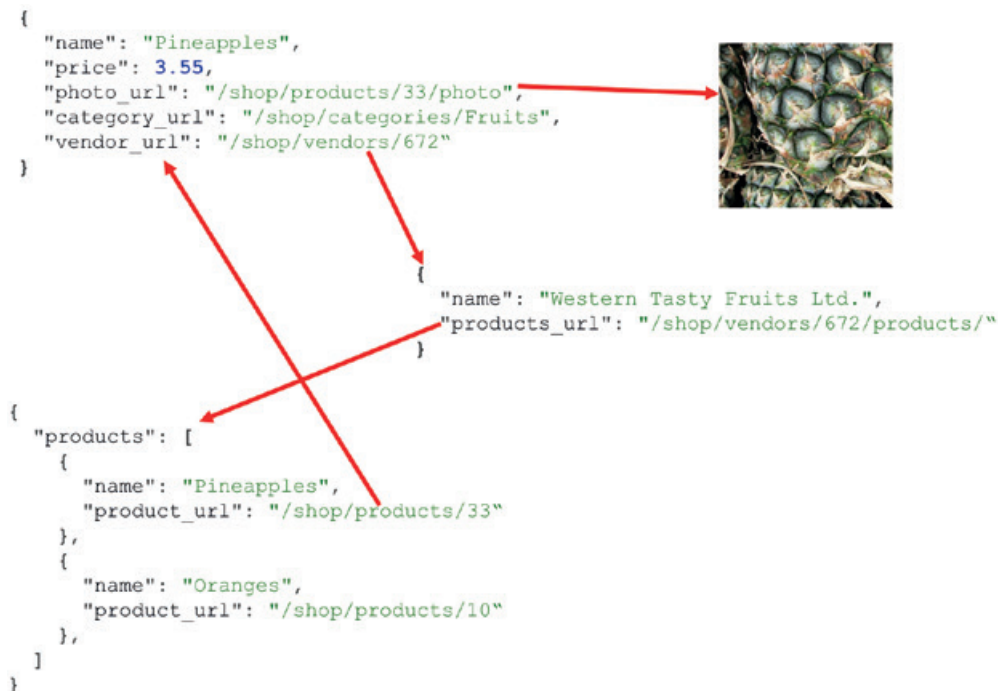 {
"name": "Pineapples",
"price": 3.55,
"photo_url": "/shop/products/33/photo",
"category_url": "/shop/categories/Fruits",
"vendor_url": "/shop/vendors/672“
}
{
"name": "Western Tasty Fruits Ltd.",
"products_url": "/shop/vendors/672/products/“
}
{
"products": [
{
"name": "Pineapples",
"product_url": "/shop/products/33“
},
{
"name": "Oranges",
"product_url": "/shop/products/10“
},
]
}